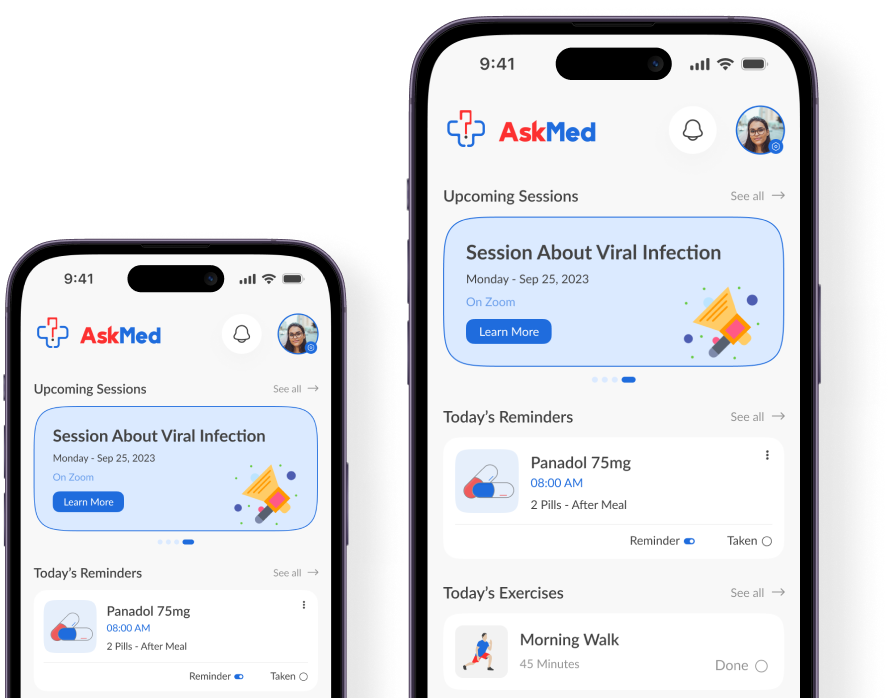 9:41
AskMed
Upcoming Sessions
See all
Session About Viral Infection
Monday - Sep 25, 2023
On Zoom
Learn More
Today's Reminders
See all
Panadol 75mg
08:00 AM
2 Pills - After Meal
Reminder
Taken
9:41
AskMed
Upcoming Sessions
See all
Session About Viral Infection
Monday - Sep 25, 2023
On Zoom
Learn More
Today's Reminders
See all
Panadol 75mg
08:00 AM
2 Pills - After Meal
Reminder
Taken
Today's Exercises
See all
Morning Walk
45 Minutes
Done